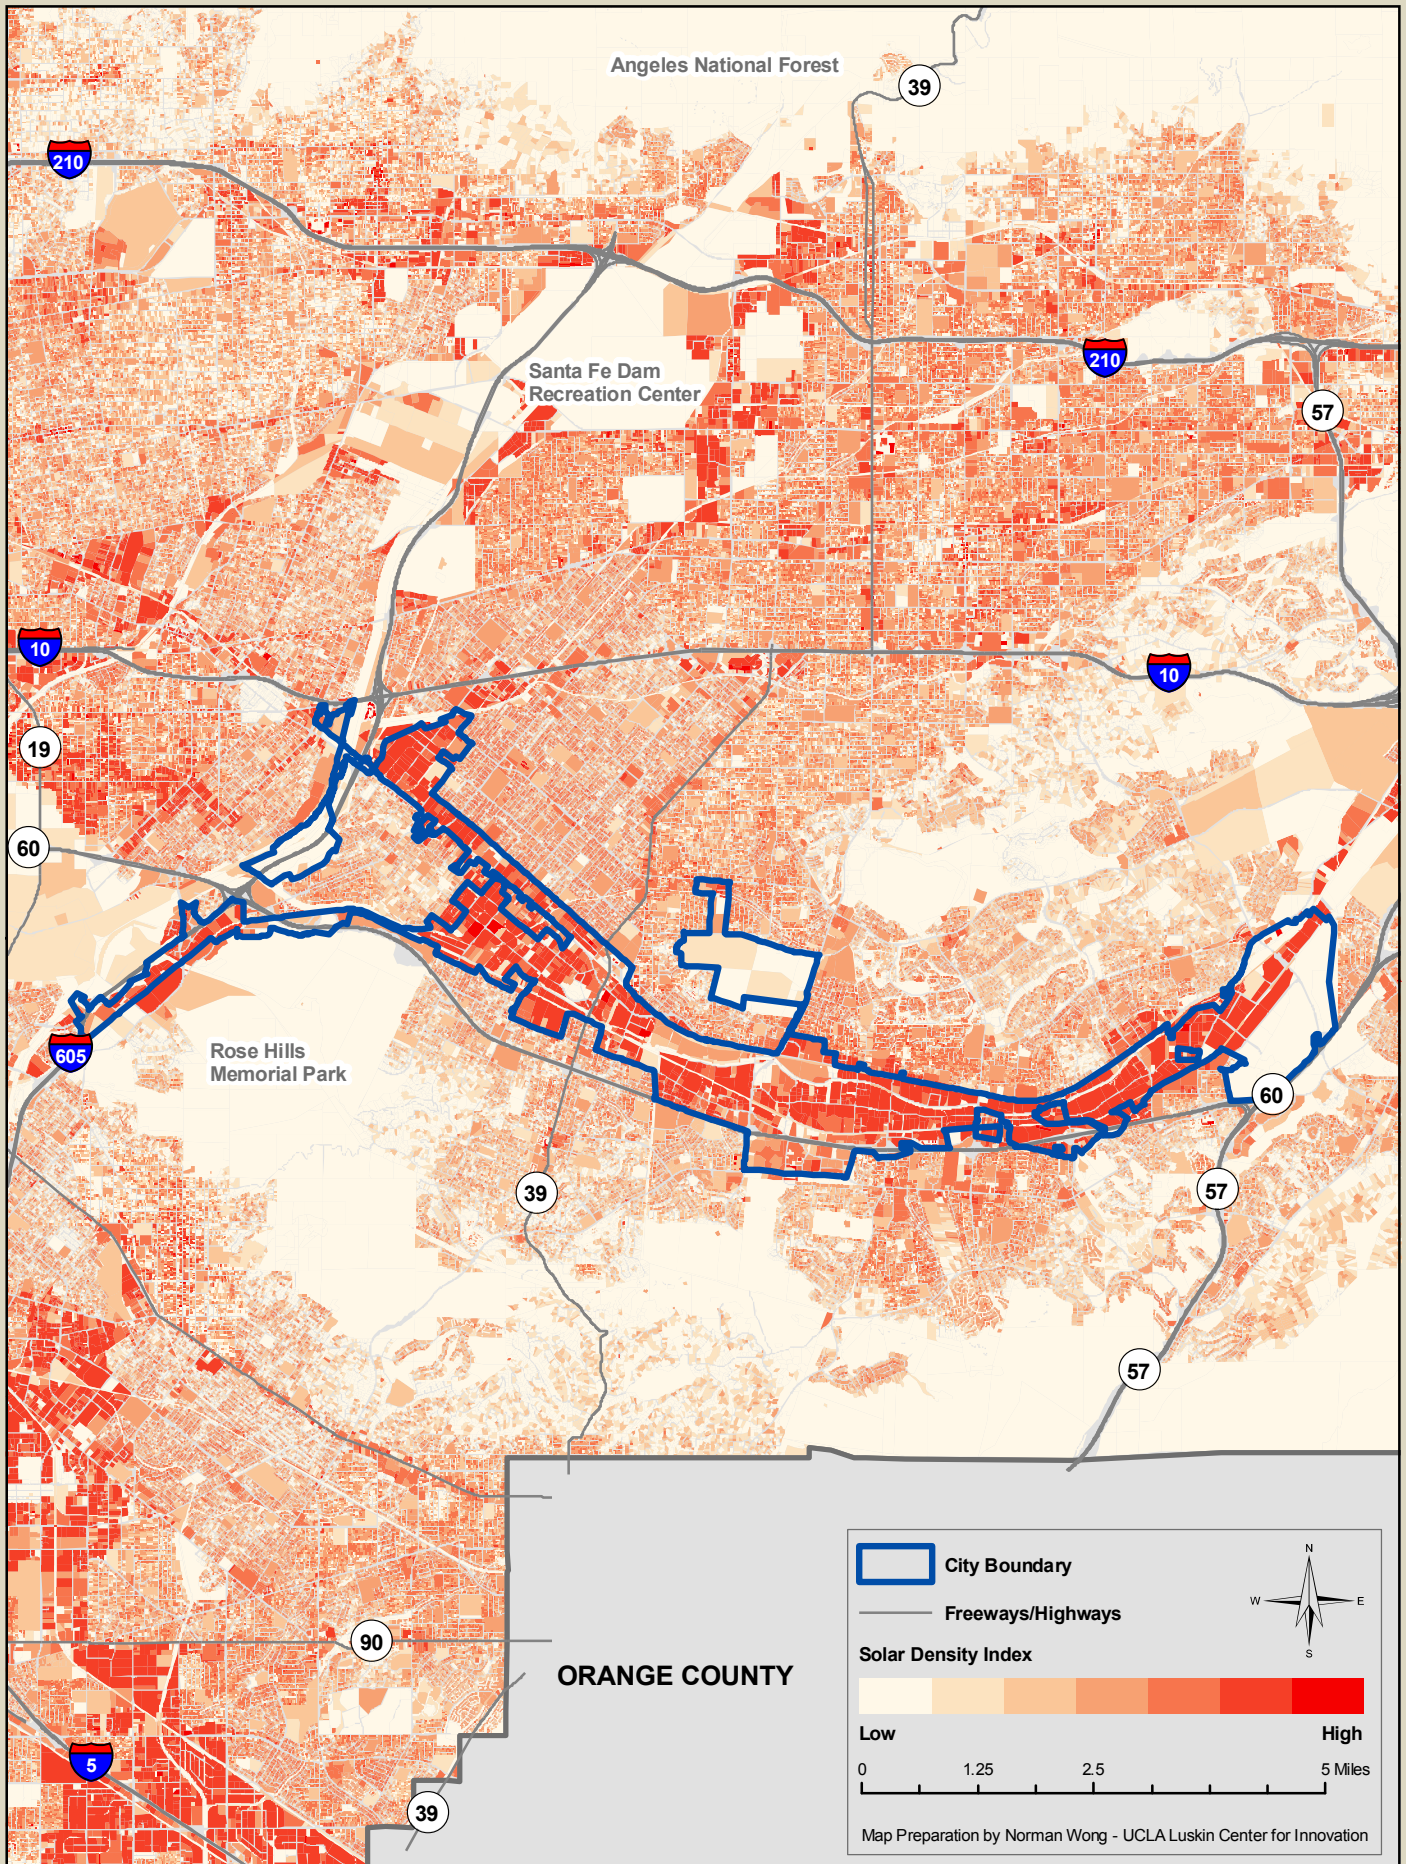 Angeles National Forest
39
210
Santa Fe Dam
Recreation Center
210
57
10
10
19
60
Rose Hills
Memorial Park
605
60
39
57
57
90
ORANGE COUNTY
5
39
City Boundary
Freeways/Highways
N
W E
S
Solar Density Index
Low High
0 1.25 2.5 5 Miles
Map Preparation by Norman Wong - UCLA Luskin Center for Innovation